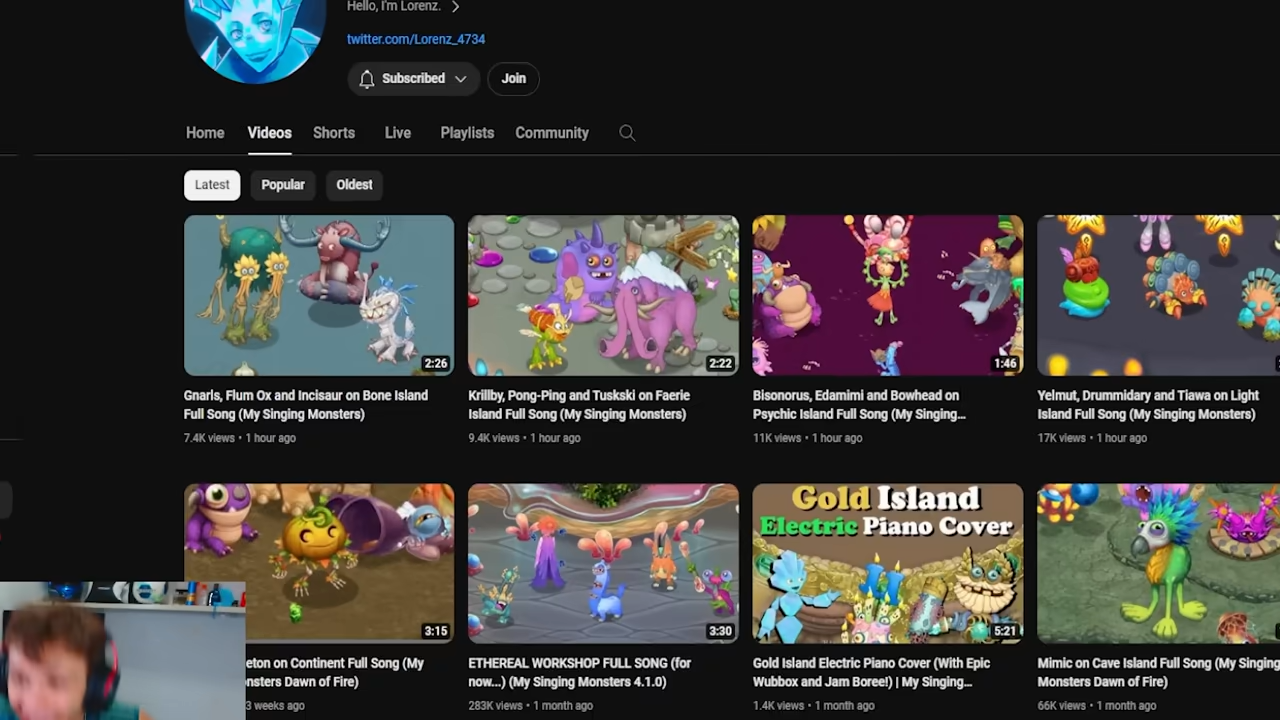 Hello, I'm Lorenz.
twitter.com/Lorenz_4734
Subscribed
Join
Home
Videos
Shorts
Live
Playlists
Community
Latest
Popular
Oldest
2:26
2:22
1:46
Gnarls, Flum Ox and Incisaur on Bone Island
Full Song (My Singing Monsters)
7.4K views • 1 hour ago
Krillby, Pong-Ping and Tuskski on Faerie
Island Full Song (My Singing Monsters)
9.4K views • 1 hour ago
Bisonorus, Edamimi and Bowhead on
Psychic Island Full Song (My Singing...
11K views • 1 hour ago
Yelmut, Drummidary and Tiawa on Light
Island Full Song (My Singing Monsters)
17K views • 1 hour ago
Gold Island
Electric Piano Cover
3:15
3:30
5:21
eton on Continent Full Song (My
nsters Dawn of Fire)
3 weeks ago
ETHEREAL WORKSHOP FULL SONG (for
now...) (My Singing Monsters 4.1.0)
283K views • 1 month ago
Gold Island Electric Piano Cover (With Epic
Wubbox and Jam Boree!) | My Singing...
1.4K views • 1 month ago
Mimic on Cave Island Full Song (My Singing
Monsters Dawn of Fire)
66K views • 1 month ago